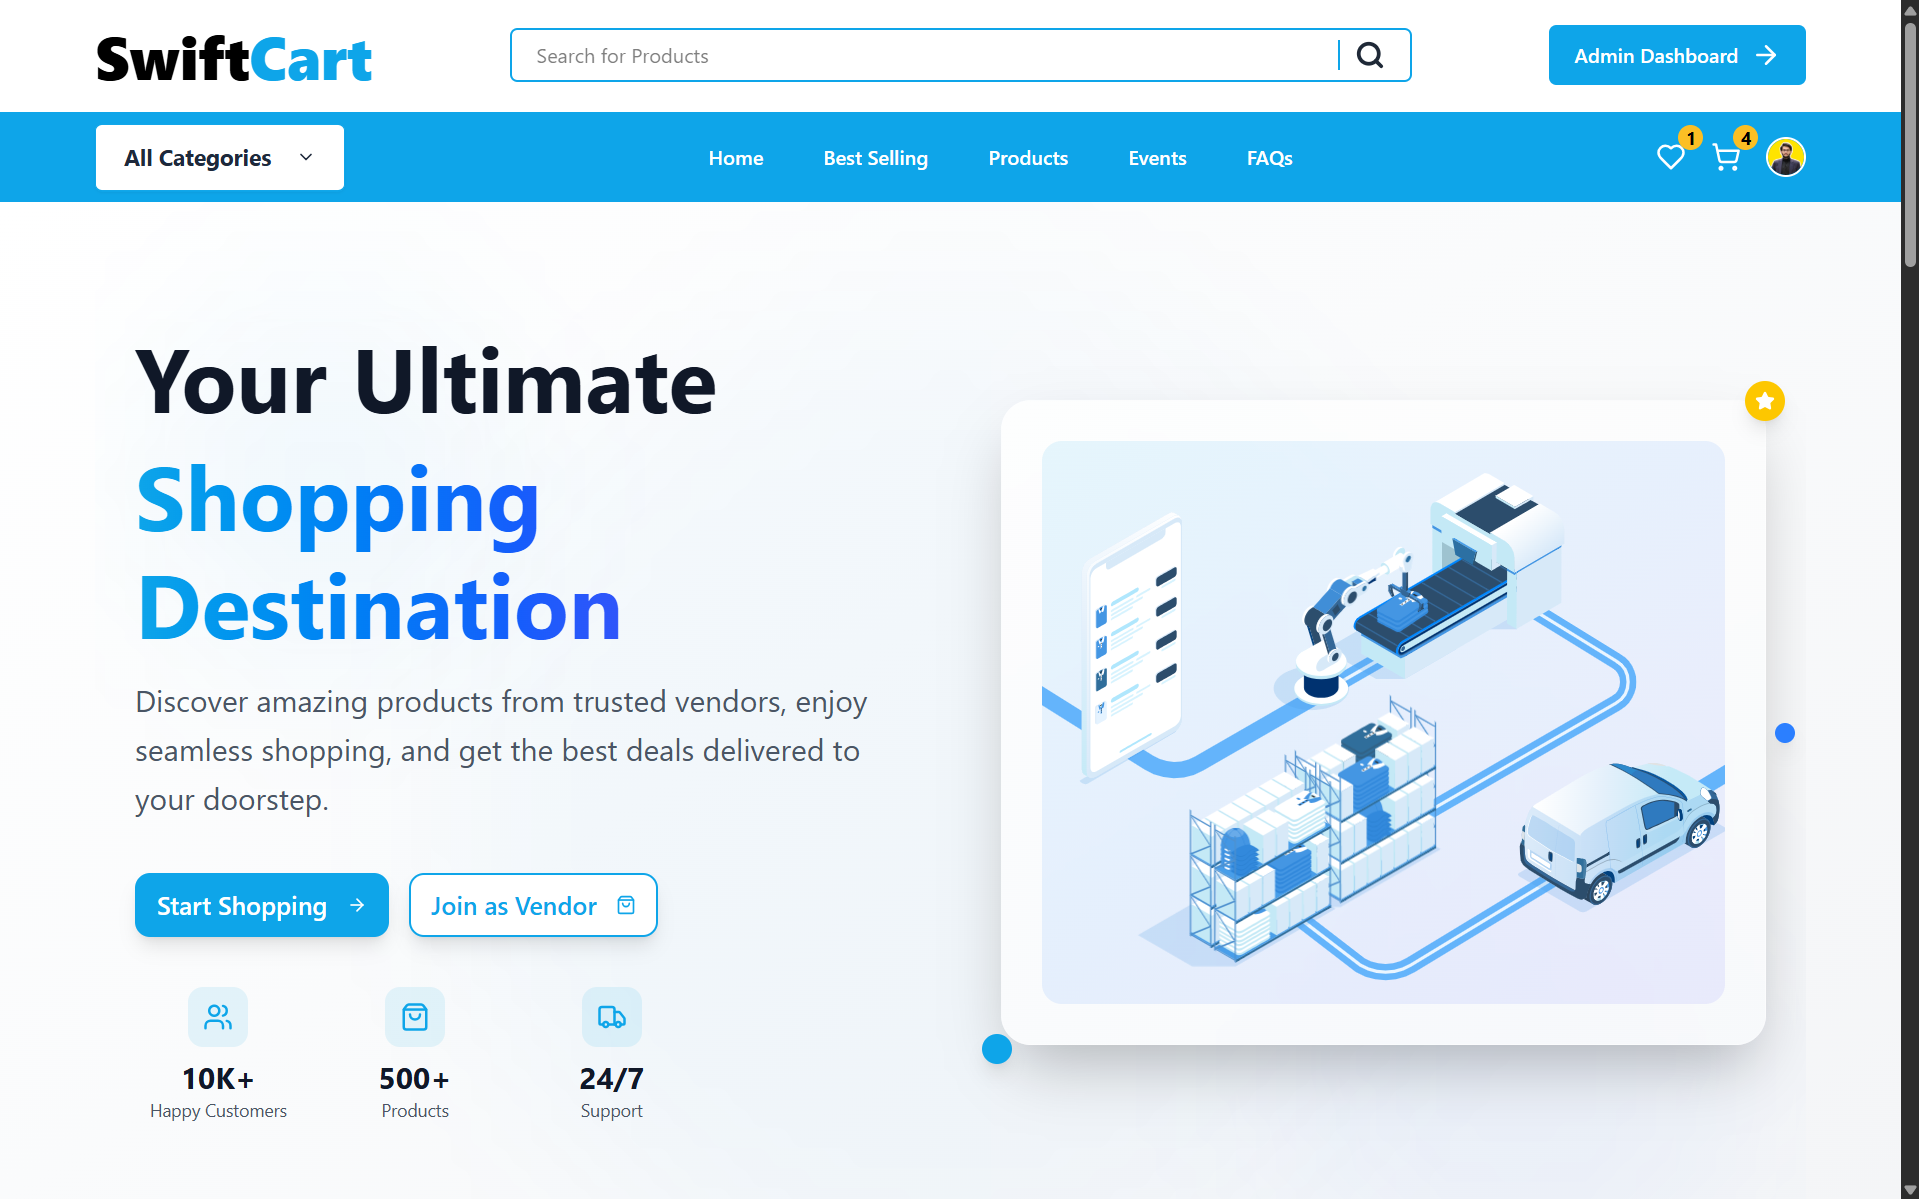 SwiftCart
Search for Products
Admin Dashboard
All Categories
Home
Best Selling
Products
Events
FAQs
1
4
Your Ultimate
Shopping
Destination
Discover amazing products from trusted vendors, enjoy
seamless shopping, and get the best deals delivered to
your doorstep.
Start Shopping
Join as Vendor
10K+
Happy Customers
500+
Products
24/7
Support